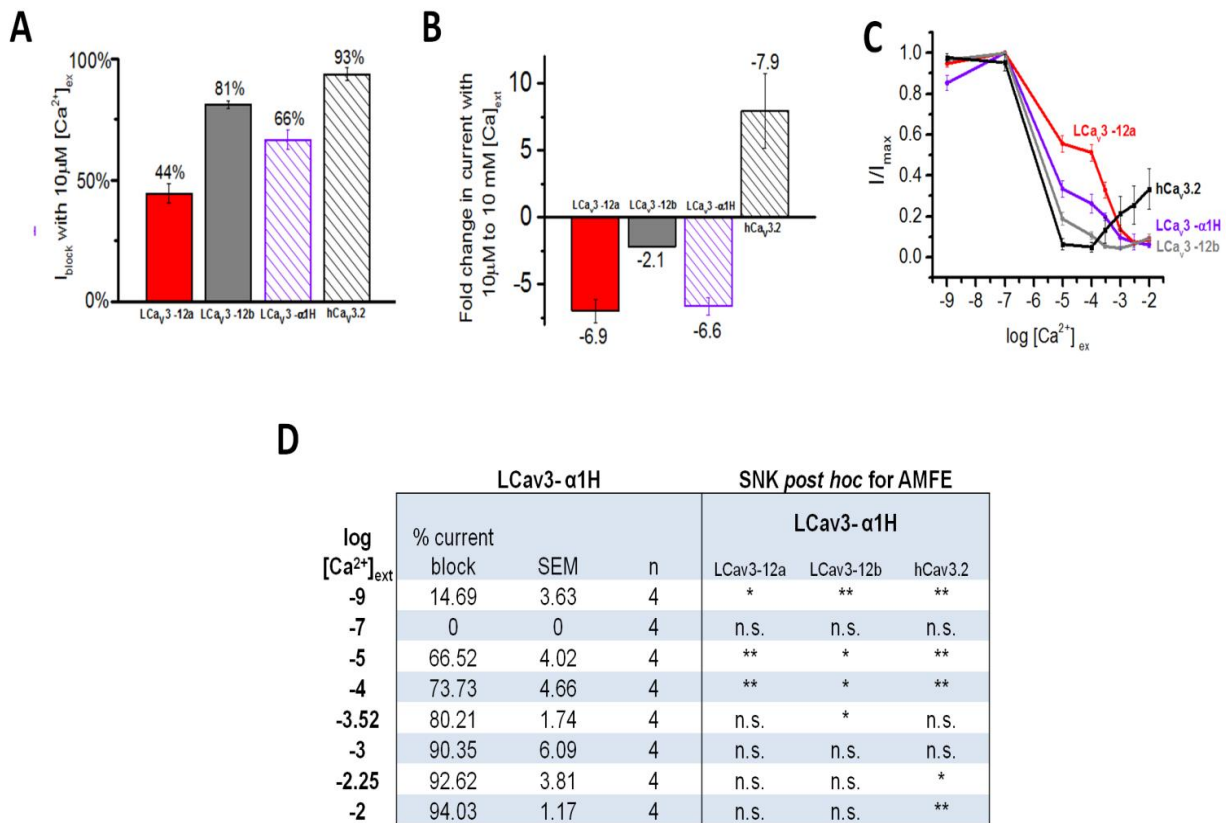 A
I block with 10μM [Ca2+]ex
100%
50%
0%
44%
81%
66%
93%
LCaV3 -12a
LCaV3 -12b
LCaV3 -α1H
hCaV3.2
B
Fold change in current with
10μM to 10 mM [Ca]ext
10
5
0
-5
-7.9
LCaV3 -12a
LCaV3 -12b
LCaV3 -α1H
hCaV3.2
-2.1
-6.9
-6.6
C
I/Imax
1.0
0.8
0.6
0.4
0.2
0.0
LCaV3 -12a
hCaV3.2
LCaV3 -α1H
LCaV3 -12b
-9 -8 -7 -6 -5 -4 -3 -2
log [Ca2+] ex
D
LCav3- α1H SNK post hoc for AMFE
LCav3- α1H
log [Ca2+]ext % current block SEM n LCav3-12a LCav3-12b hCav3.2
-9 14.69 3.63 4 * ** **
-7 0 0 4 n.s. n.s. n.s.
-5 66.52 4.02 4 ** * **
-4 73.73 4.66 4 ** * **
-3.52 80.21 1.74 4 n.s. * n.s.
-3 90.35 6.09 4 n.s. n.s. n.s.
-2.25 92.62 3.81 4 n.s. n.s. *
-2 94.03 1.17 4 n.s. n.s. **